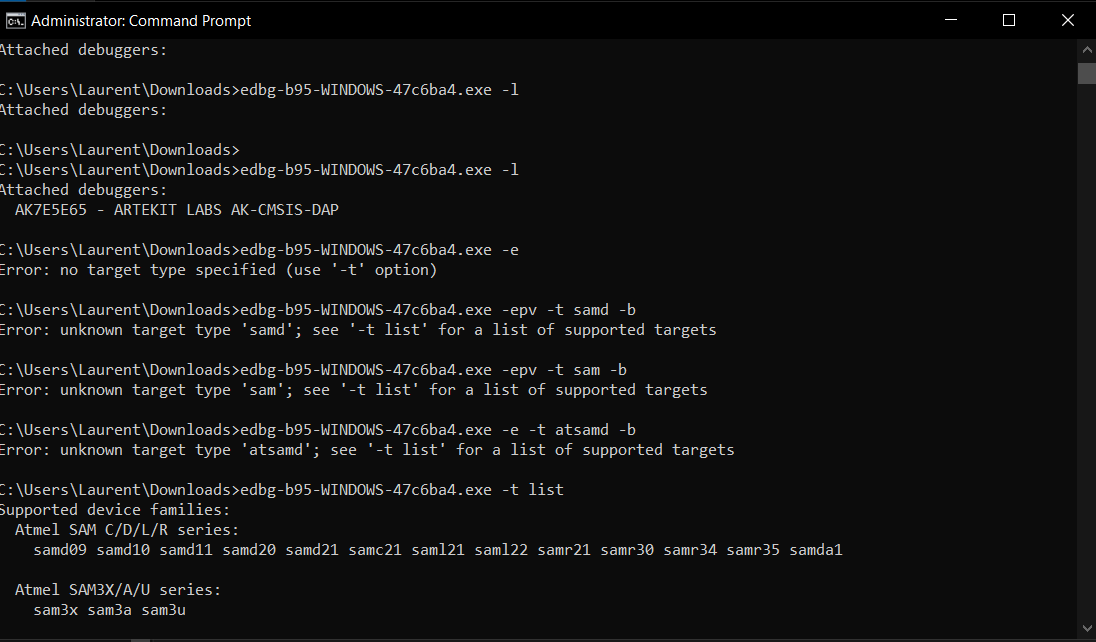 Administrator: Command Prompt
Attached debuggers:
C:\Users\Laurent\Downloads>edbg-b95-WINDOWS-47c6ba4.exe -l
Attached debuggers:
C:\Users\Laurent\Downloads>
C:\Users\Laurent\Downloads>edbg-b95-WINDOWS-47c6ba4.exe -l
Attached debuggers:
AK7E5E65 - ARTEKIT LABS AK-CMSIS-DAP
C:\Users\Laurent\Downloads>edbg-b95-WINDOWS-47c6ba4.exe -e
Error: no target type specified (use '-t' option)
C:\Users\Laurent\Downloads>edbg-b95-WINDOWS-47c6ba4.exe -epv -t samd -b
Error: unknown target type 'samd'; see '-t list' for a list of supported targets
C:\Users\Laurent\Downloads>edbg-b95-WINDOWS-47c6ba4.exe -epv -t sam -b
Error: unknown target type 'sam'; see '-t list' for a list of supported targets
C:\Users\Laurent\Downloads>edbg-b95-WINDOWS-47c6ba4.exe -e -t atsamd -b
Error: unknown target type 'atsamd'; see '-t list' for a list of supported targets
C:\Users\Laurent\Downloads>edbg-b95-WINDOWS-47c6ba4.exe -t list
Supported device families:
Atmel SAM C/D/L/R series:
samd09 samd10 samd11 samd20 samd21 samc21 saml21 saml22 samr21 samr30 samr34 samr35 samda1
Atmel SAM3X/A/U series:
sam3x sam3a sam3u